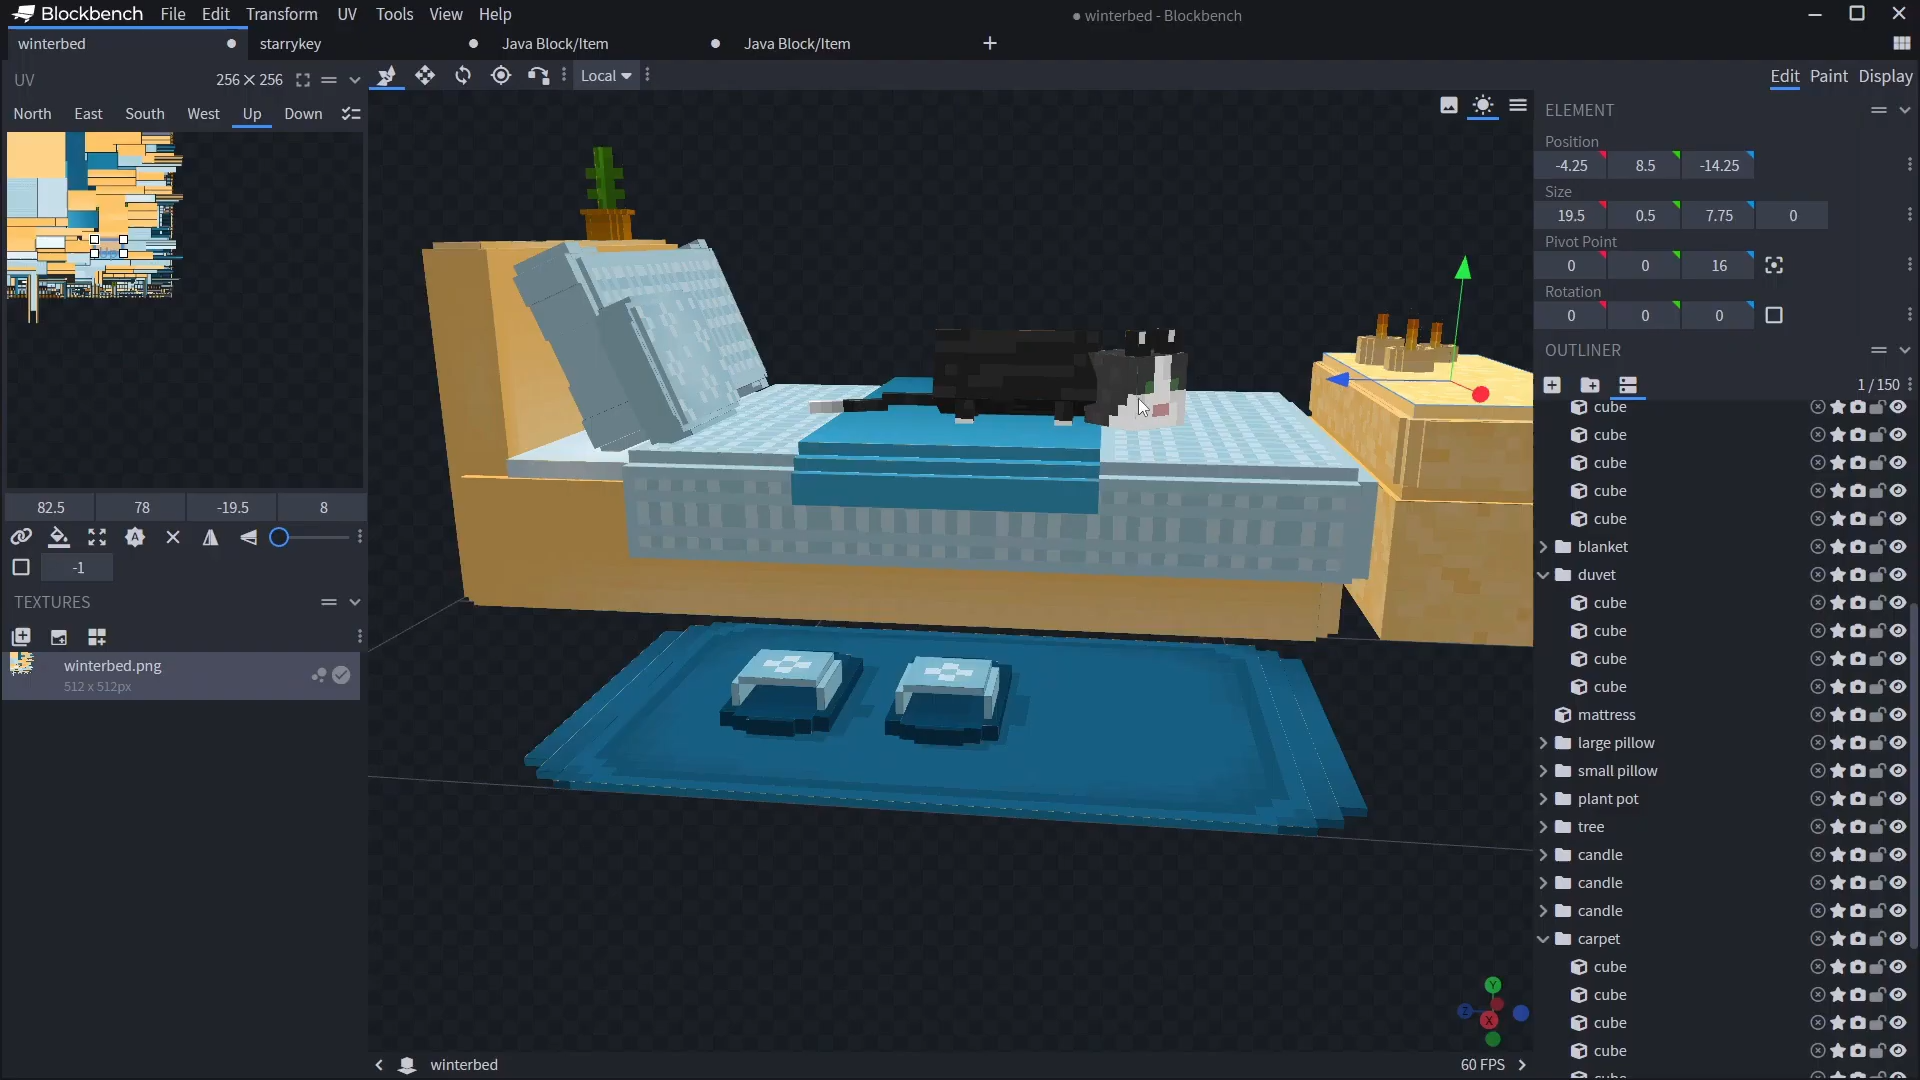 Blockbench File Edit Transform UV Tools View Help
winterbed - Blockbench
winterbed starrykey Java Block/Item Java Block/Item
UV 256 × 256
Local
Edit Paint Display
North East South West Up Down
82.5 78 -19.5 8
A
-1
TEXTURES
winterbed.png
512 x 512px
Y
Z
X
winterbed
60 FPS
ELEMENT
Position
-4.25 8.5 -14.25
Size
19.5 0.5 7.75 0
Pivot Point
0 0 16
Rotation
0 0 0
OUTLINER
1 / 150
cube
cube
cube
cube
cube
blanket
duvet
cube
cube
cube
cube
mattress
large pillow
small pillow
plant pot
tree
candle
candle
candle
carpet
cube
cube
cube
cube
cube